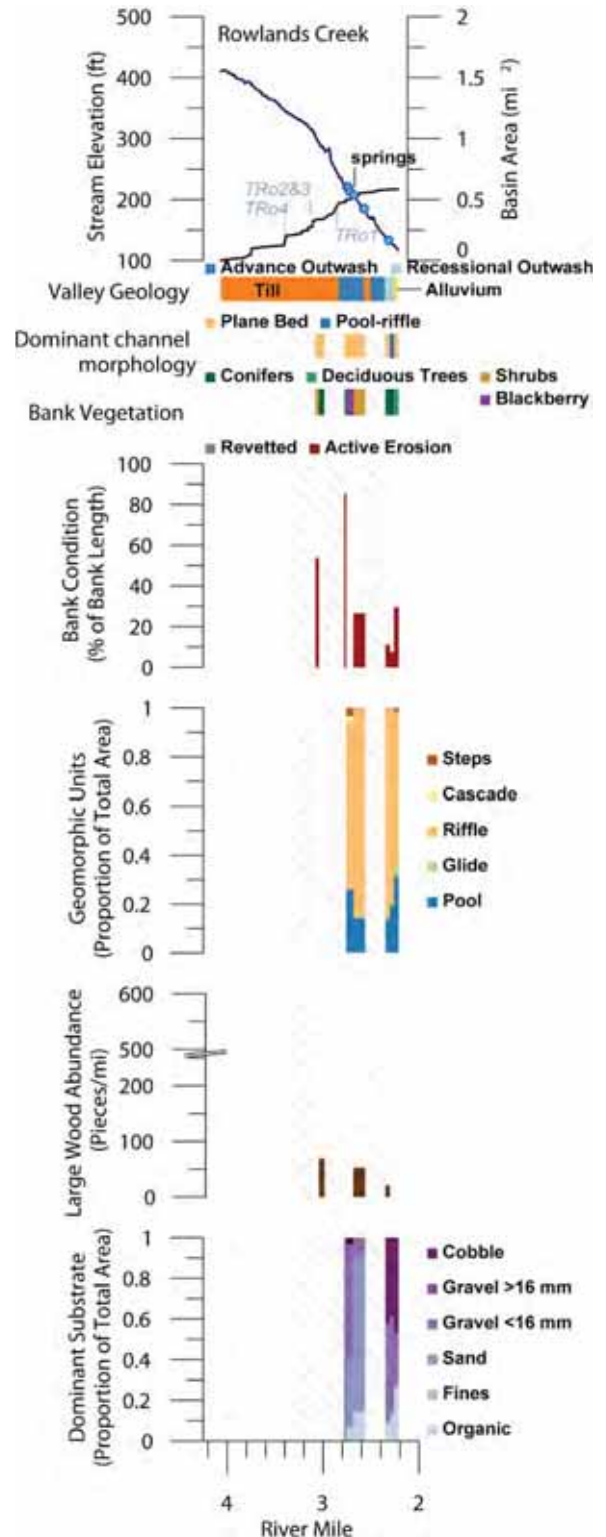 Rowlands Creek
500
400
300
200
100
Stream Elevation (ft)
2
1.5
1
0.5
0
Basin Area (mi ²)
springs
TRo2&3
TRo4
TRo1
Advance Outwash Recessional Outwash
Valley Geology Till Alluvium
Plane Bed Pool-riffle
Dominant channel
morphology
Conifers Deciduous Trees Shrubs
Bank Vegetation Blackberry
Revetted Active Erosion
100
80
60
40
20
0
Bank Condition
(% of Bank Length)
1
0.8
0.6
0.4
0.2
0
Geomorphic Units
(Proportion of Total Area)
Steps
Cascade
Riffle
Glide
Pool
600
500
200
100
0
Large Wood Abundance
(Pieces/mi)
1
0.8
0.6
0.4
0.2
0
Dominant Substrate
(Proportion of Total Area)
Cobble
Gravel >16 mm
Gravel <16 mm
Sand
Fines
Organic
4 3 2
River Mile